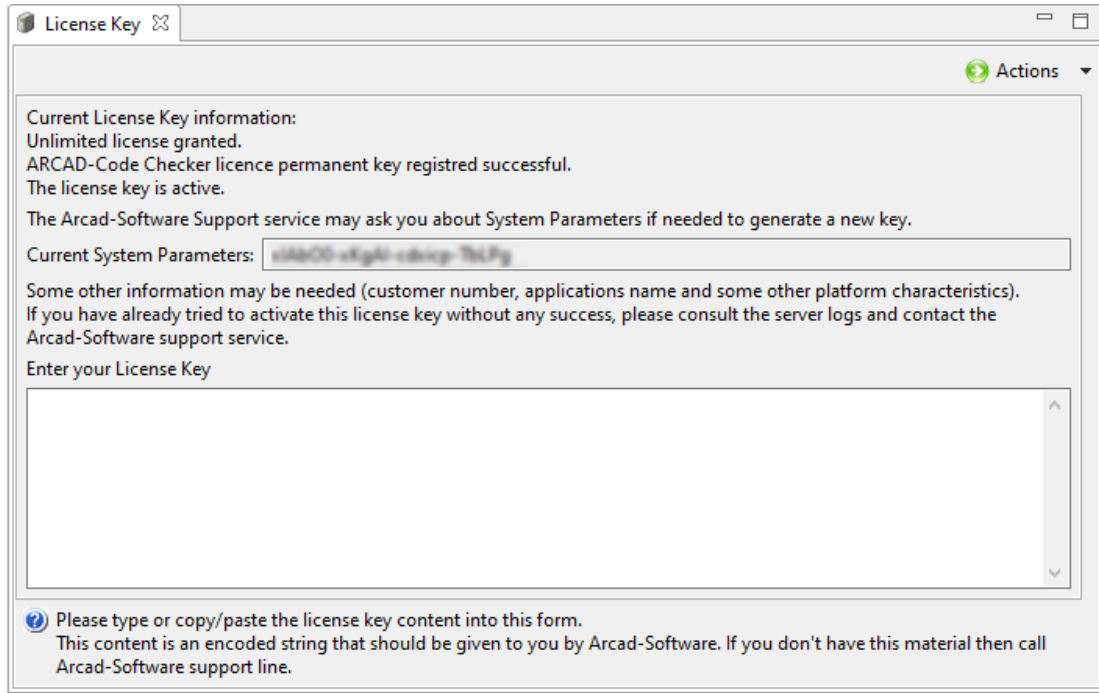 License Key
Actions
Current License Key information:
Unlimited license granted.
ARCAD-Code Checker licence permanent key registred successful.
The license key is active.
The Arcad-Software Support service may ask you about System Parameters if needed to generate a new key.
Current System Parameters:
Some other information may be needed (customer number, applications name and some other platform characteristics).
If you have already tried to activate this license key without any success, please consult the server logs and contact the
Arcad-Software support service.
Enter your License Key
Please type or copy/paste the license key content into this form.
This content is an encoded string that should be given to you by Arcad-Software. If you don't have this material then call
Arcad-Software support line.